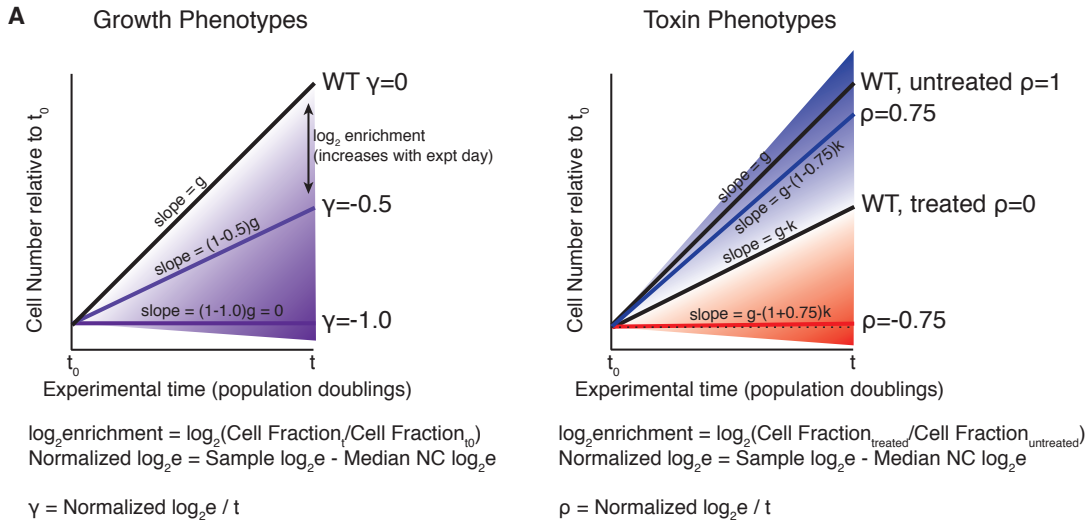 A
Growth Phenotypes
Cell Number relative to t0
WT γ=0
log2 enrichment
(increases with expt day)
slope = g
γ=-0.5
slope = (1-0.5)g
slope = (1-1.0)g = 0
γ=-1.0
t0
t
Experimental time (population doublings)
log2enrichment = log2(Cell Fractiont/Cell Fractiont0)
Normalized log2e = Sample log2e - Median NC log2e
γ = Normalized log2e / t
Toxin Phenotypes
Cell Number relative to t0
WT, untreated ρ=1
ρ=0.75
slope = g
slope = g-(1-0.75)k
WT, treated ρ=0
slope = g-k
slope = g-(1+0.75)k
ρ=-0.75
t0
t
Experimental time (population doublings)
log2enrichment = log2(Cell Fractiontreated/Cell Fractionuntreated)
Normalized log2e = Sample log2e - Median NC log2e
ρ = Normalized log2e / t